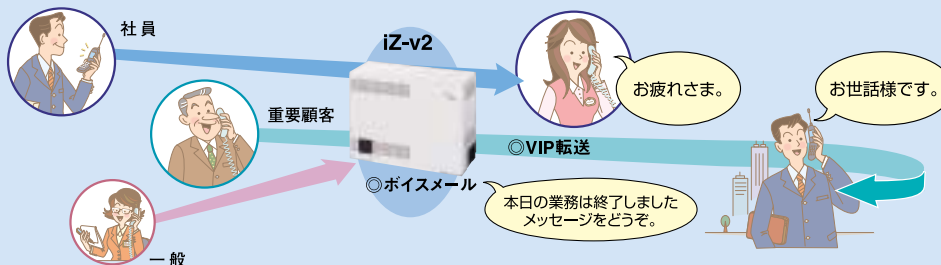 社員
iZ-v2
お疲れさま。
お世話様です。
重要顧客
◎VIP転送
◎ボイスメール
本日の業務は終了しました
メッセージをどうぞ。
一般